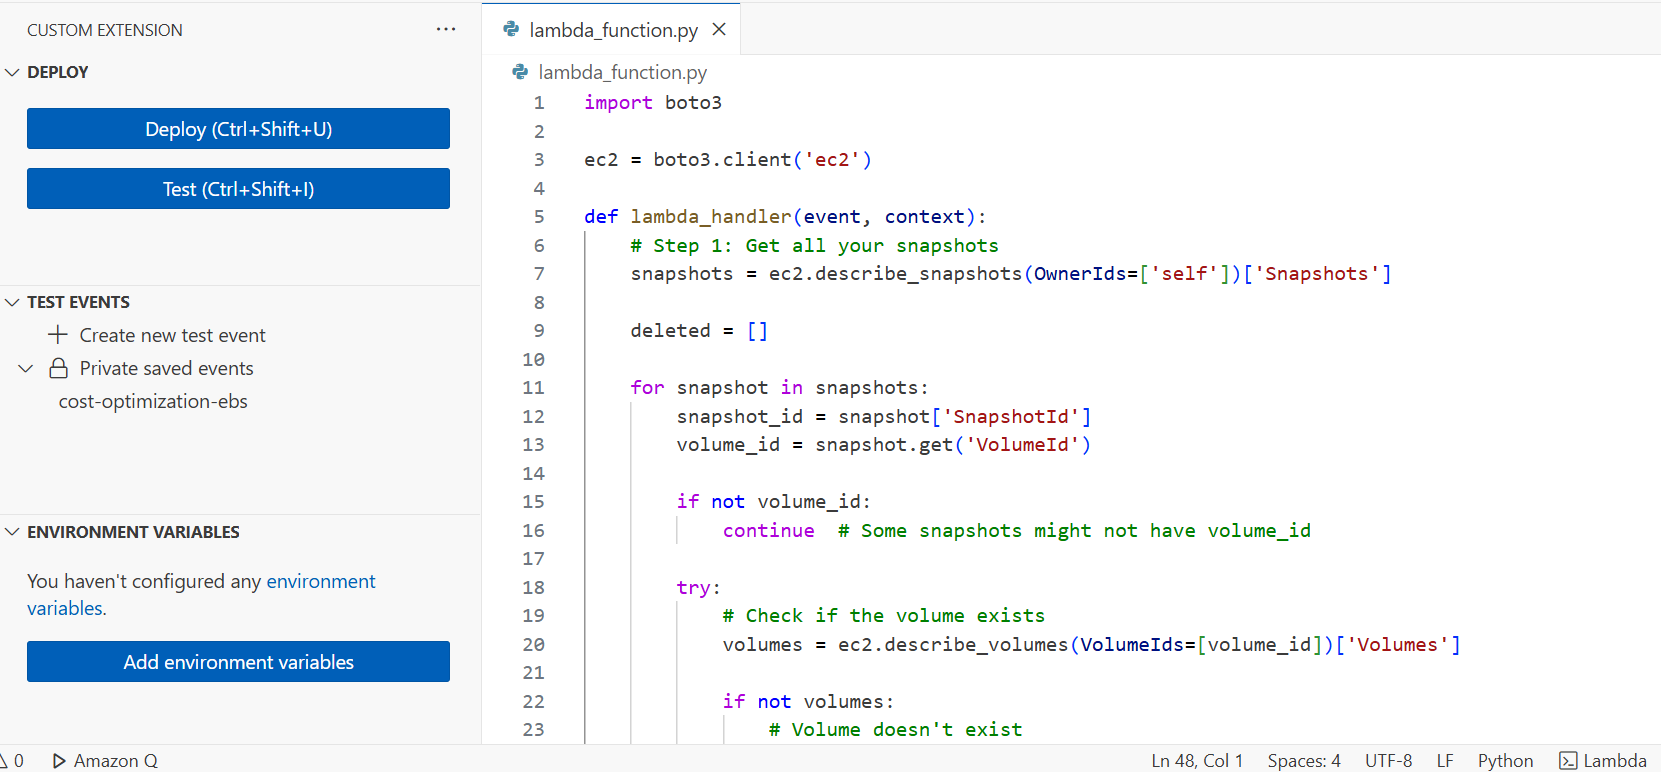 CUSTOM EXTENSION
DEPLOY
Deploy (Ctrl+Shift+U)
Test (Ctrl+Shift+I)
TEST EVENTS
Create new test event
Private saved events
cost-optimization-ebs
ENVIRONMENT VARIABLES
You haven't configured any environment
variables.
Add environment variables
lambda_function.py
lambda_function.py
1 import boto3
2
3 ec2 = boto3.client('ec2')
4
5 def lambda_handler(event, context):
6     # Step 1: Get all your snapshots
7     snapshots = ec2.describe_snapshots(OwnerIds=['self'])['Snapshots']
8
9     deleted = []
10
11     for snapshot in snapshots:
12         snapshot_id = snapshot['SnapshotId']
13         volume_id = snapshot.get('VolumeId')
14
15         if not volume_id:
16             continue  # Some snapshots might not have volume_id
17
18         try:
19             # Check if the volume exists
20             volumes = ec2.describe_volumes(VolumeIds=[volume_id])['Volumes']
21
22             if not volumes:
23                 # Volume doesn't exist
0 Amazon Q
Ln 48, Col 1 Spaces: 4 UTF-8 LF Python Lambda